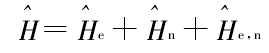 Ĥ = Ĥₑ + Ĥₙ + Ĥₑ,ₙ